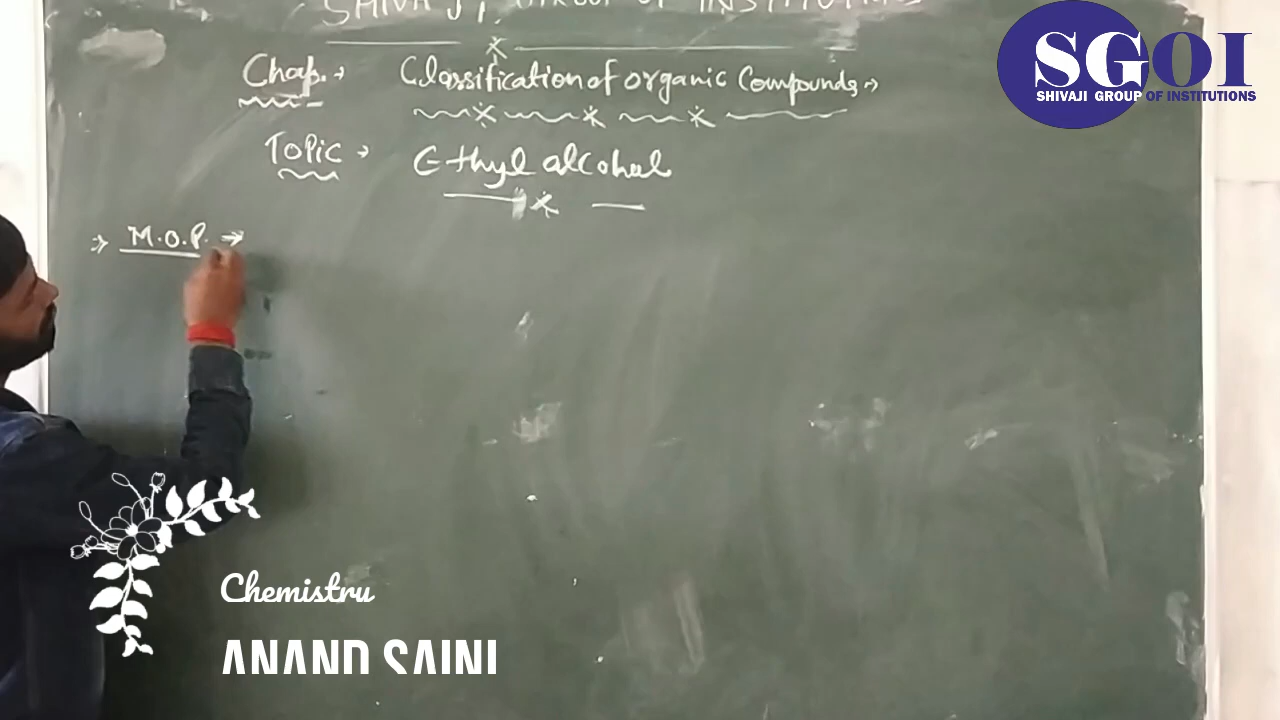 SHIVAJI GROUP OF INSTITUTIONS
Chap. → Classification of organic Compounds →
Topic → Ethyl alcohol
⇒ M.O.P. →
SGOI
SHIVAJI GROUP OF INSTITUTIONS
Chemistru
ANAND SAINI